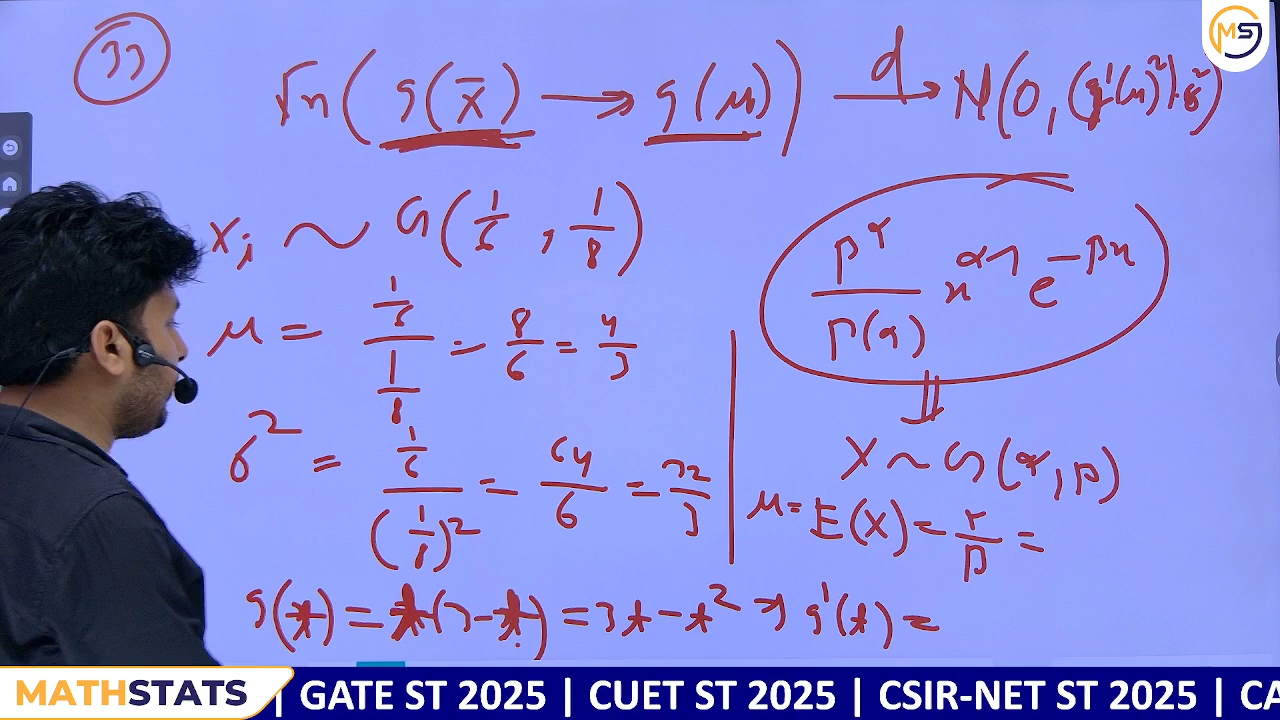 33
√n ( g(x̄) → g(μ) ) →d N(0, (g'(μ))². σ²)
MS
Xi ~ G(1/6, 1/8)
β^α / Γ(α) x^(α-1) e^(-βx)
μ = (1/6)/(1/8) = 8/6 = 4/3
σ² = (1/6)/(1/8)² = 64/6 = 32/3
X ~ G(α, β)
μ = E(X) = α/β =
g(t) = t(3-t) = 3t - t² ⇒ g'(t) =
MATHSTATS | GATE ST 2025 | CUET ST 2025 | CSIR-NET ST 2025 | CA